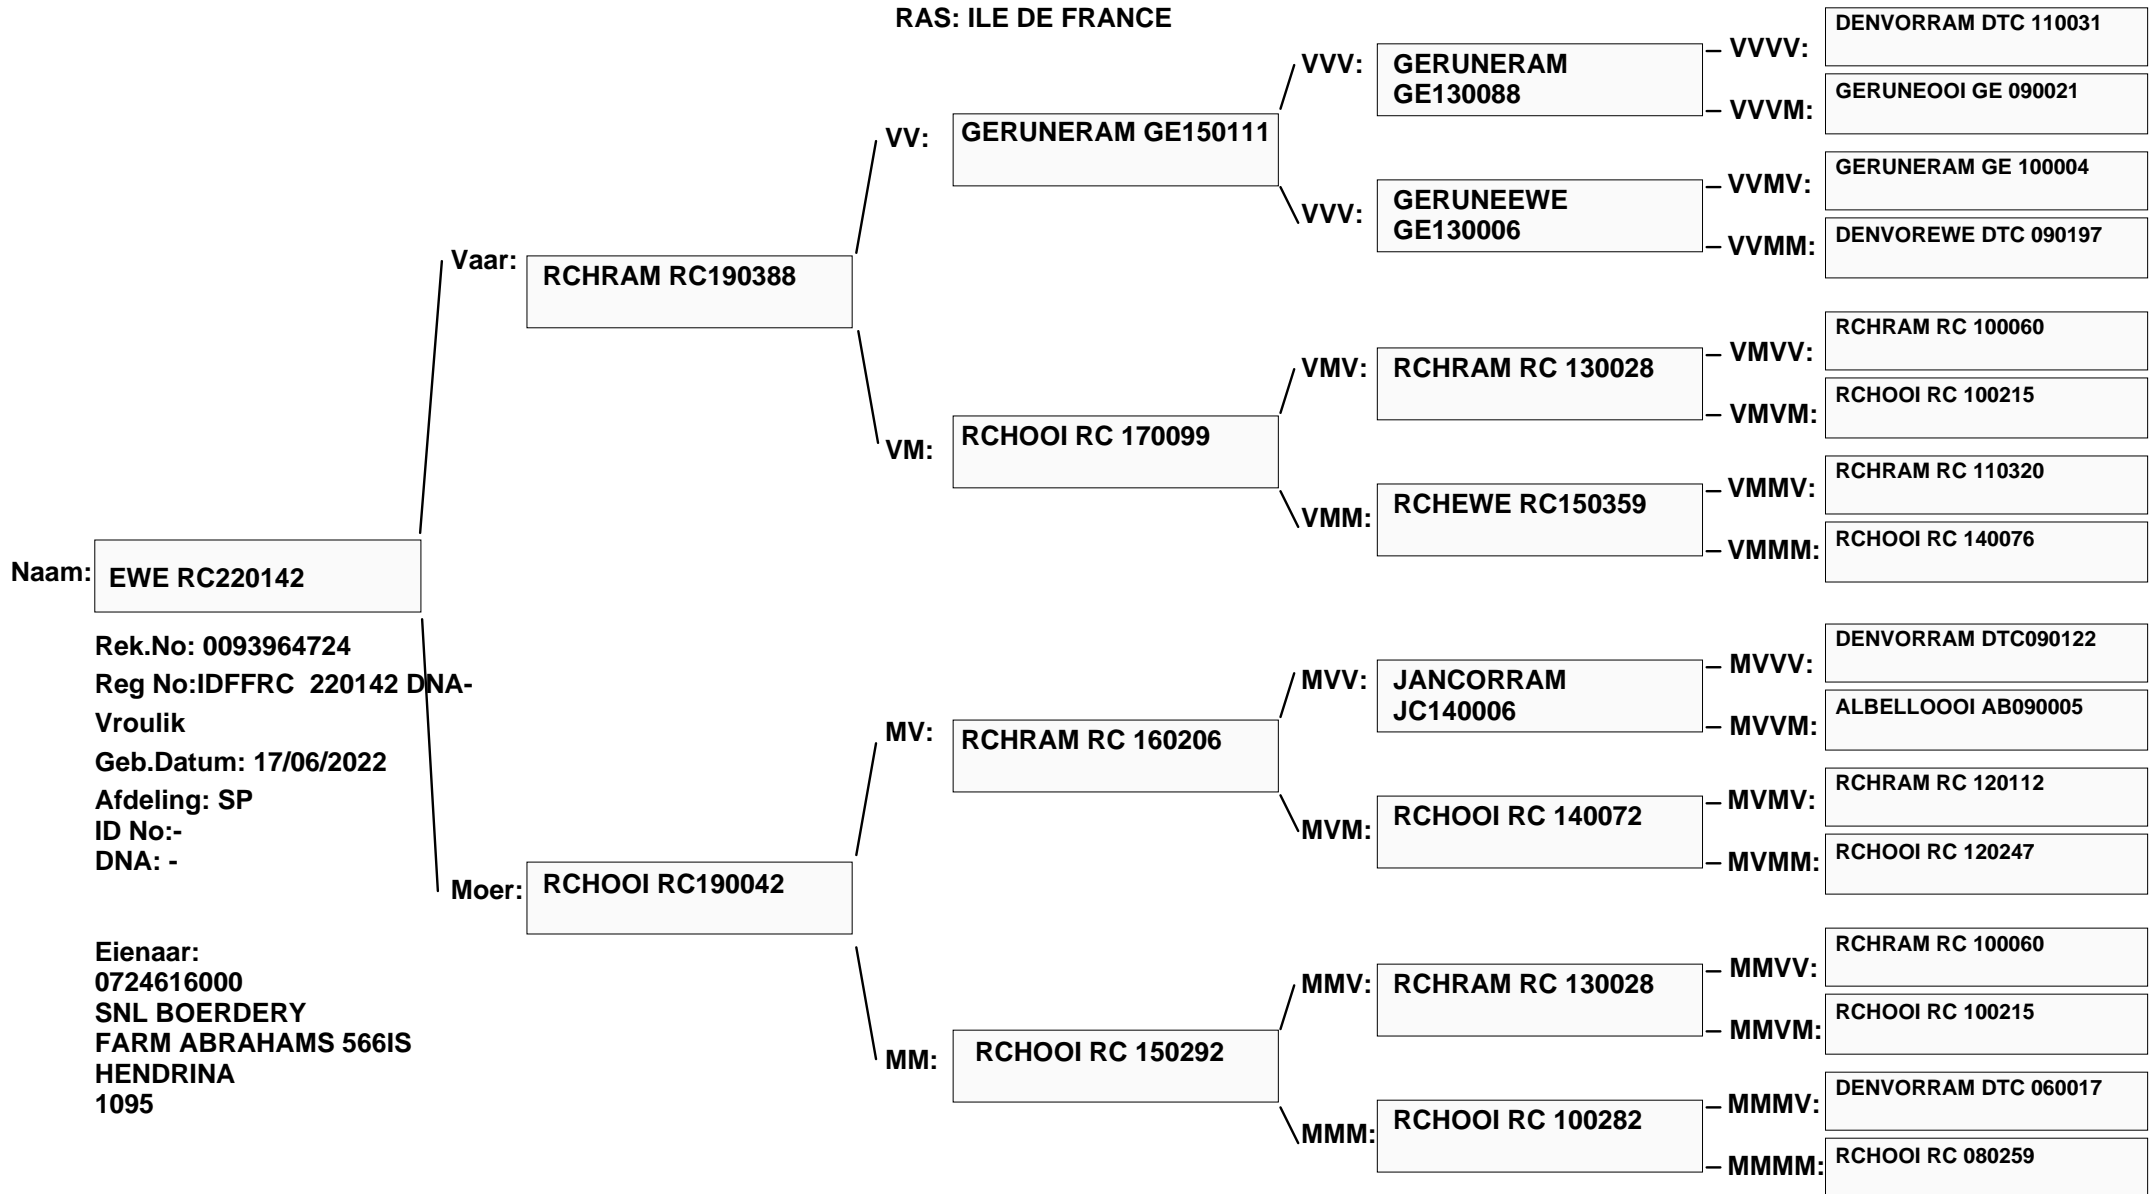 RAS: ILE DE FRANCE
Naam:
EWE RC220142
Rek.No: 0093964724
Reg No:IDFFRC  220142 DNA-
Vroulik
Geb.Datum: 17/06/2022
Afdeling: SP
ID No:-
DNA: -
Eienaar:
0724616000
SNL BOERDERY
FARM ABRAHAMS 566IS
HENDRINA
1095
Vaar:
RCHRAM RC190388
Moer:
RCHOOI RC190042
VV:
GERUNERAM GE150111
VM:
RCHOOI RC 170099
MV:
RCHRAM RC 160206
MM:
RCHOOI RC 150292
VVV:
GERUNERAM
GE130088
VVV:
GERUNEEWE
GE130006
VMV:
RCHRAM RC 130028
VMM:
RCHEWE RC150359
MVV:
JANCORRAM
JC140006
MVM:
RCHOOI RC 140072
MMV:
RCHRAM RC 130028
MMM:
RCHOOI RC 100282
VVVV:
DENVORRAM DTC 110031
VVVM:
GERUNEOOI GE 090021
VVMV:
GERUNERAM GE 100004
VVMM:
DENVOREWE DTC 090197
VMVV:
RCHRAM RC 100060
VMVM:
RCHOOI RC 100215
VMMV:
RCHRAM RC 110320
VMMM:
RCHOOI RC 140076
MVVV:
DENVORRAM DTC090122
MVVM:
ALBELLOOOI AB090005
MVMV:
RCHRAM RC 120112
MVMM:
RCHOOI RC 120247
MMVV:
RCHRAM RC 100060
MMVM:
RCHOOI RC 100215
MMMV:
DENVORRAM DTC 060017
MMMM:
RCHOOI RC 080259